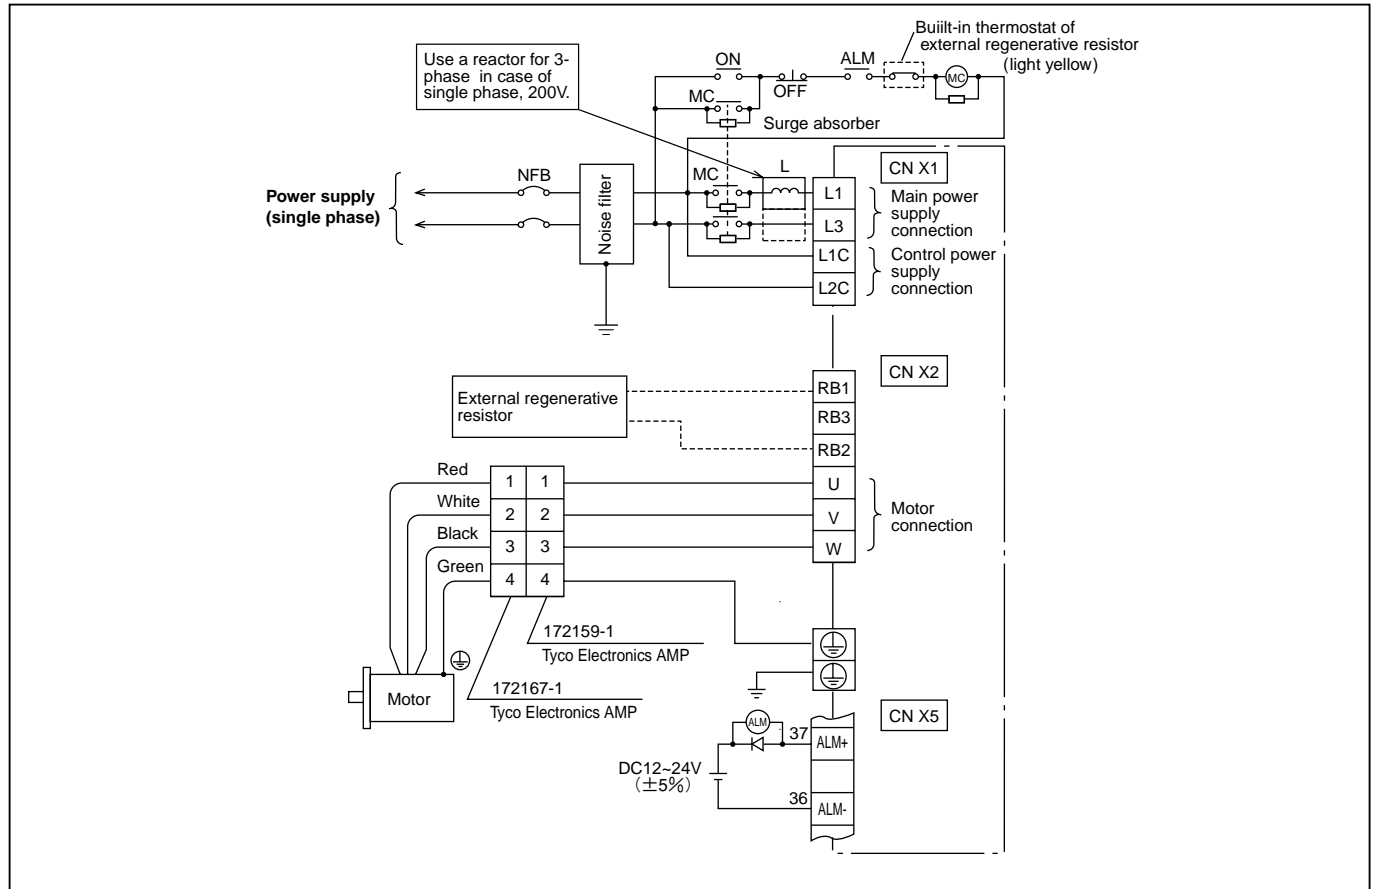 Buiilt-in thermostat of
external regenerative resistor
(light yellow)
Use a reactor for 3-
phase in case of
single phase, 200V.
ON
ALM
OFF
MC
MC
Surge absorber
L
CN X1
NFB
MC
Noise filter
Power supply
(single phase)
L1
L3
L1C
L2C
Main power
supply
connection
Control power
supply
connection
CN X2
External regenerative
resistor
RB1
RB3
RB2
Red
White
Black
Green
1 1
2 2
3 3
4 4
U
V
W
Motor
connection
172159-1
Tyco Electronics AMP
172167-1
Tyco Electronics AMP
Motor
CN X5
ALM
37
ALM+
DC12~24V
(±5%)
36
ALM-